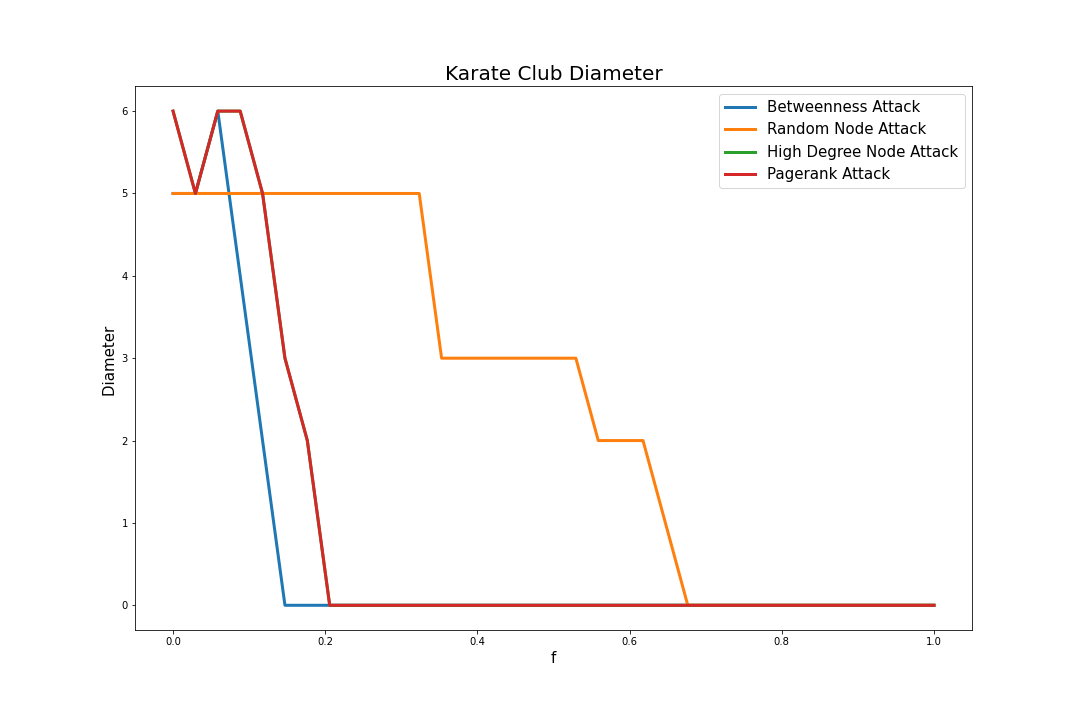 Karate Club Diameter
Betweenness Attack
Random Node Attack
High Degree Node Attack
Pagerank Attack
Diameter
6
5
4
3
2
1
0
0.0 0.2 0.4 0.6 0.8 1.0
f